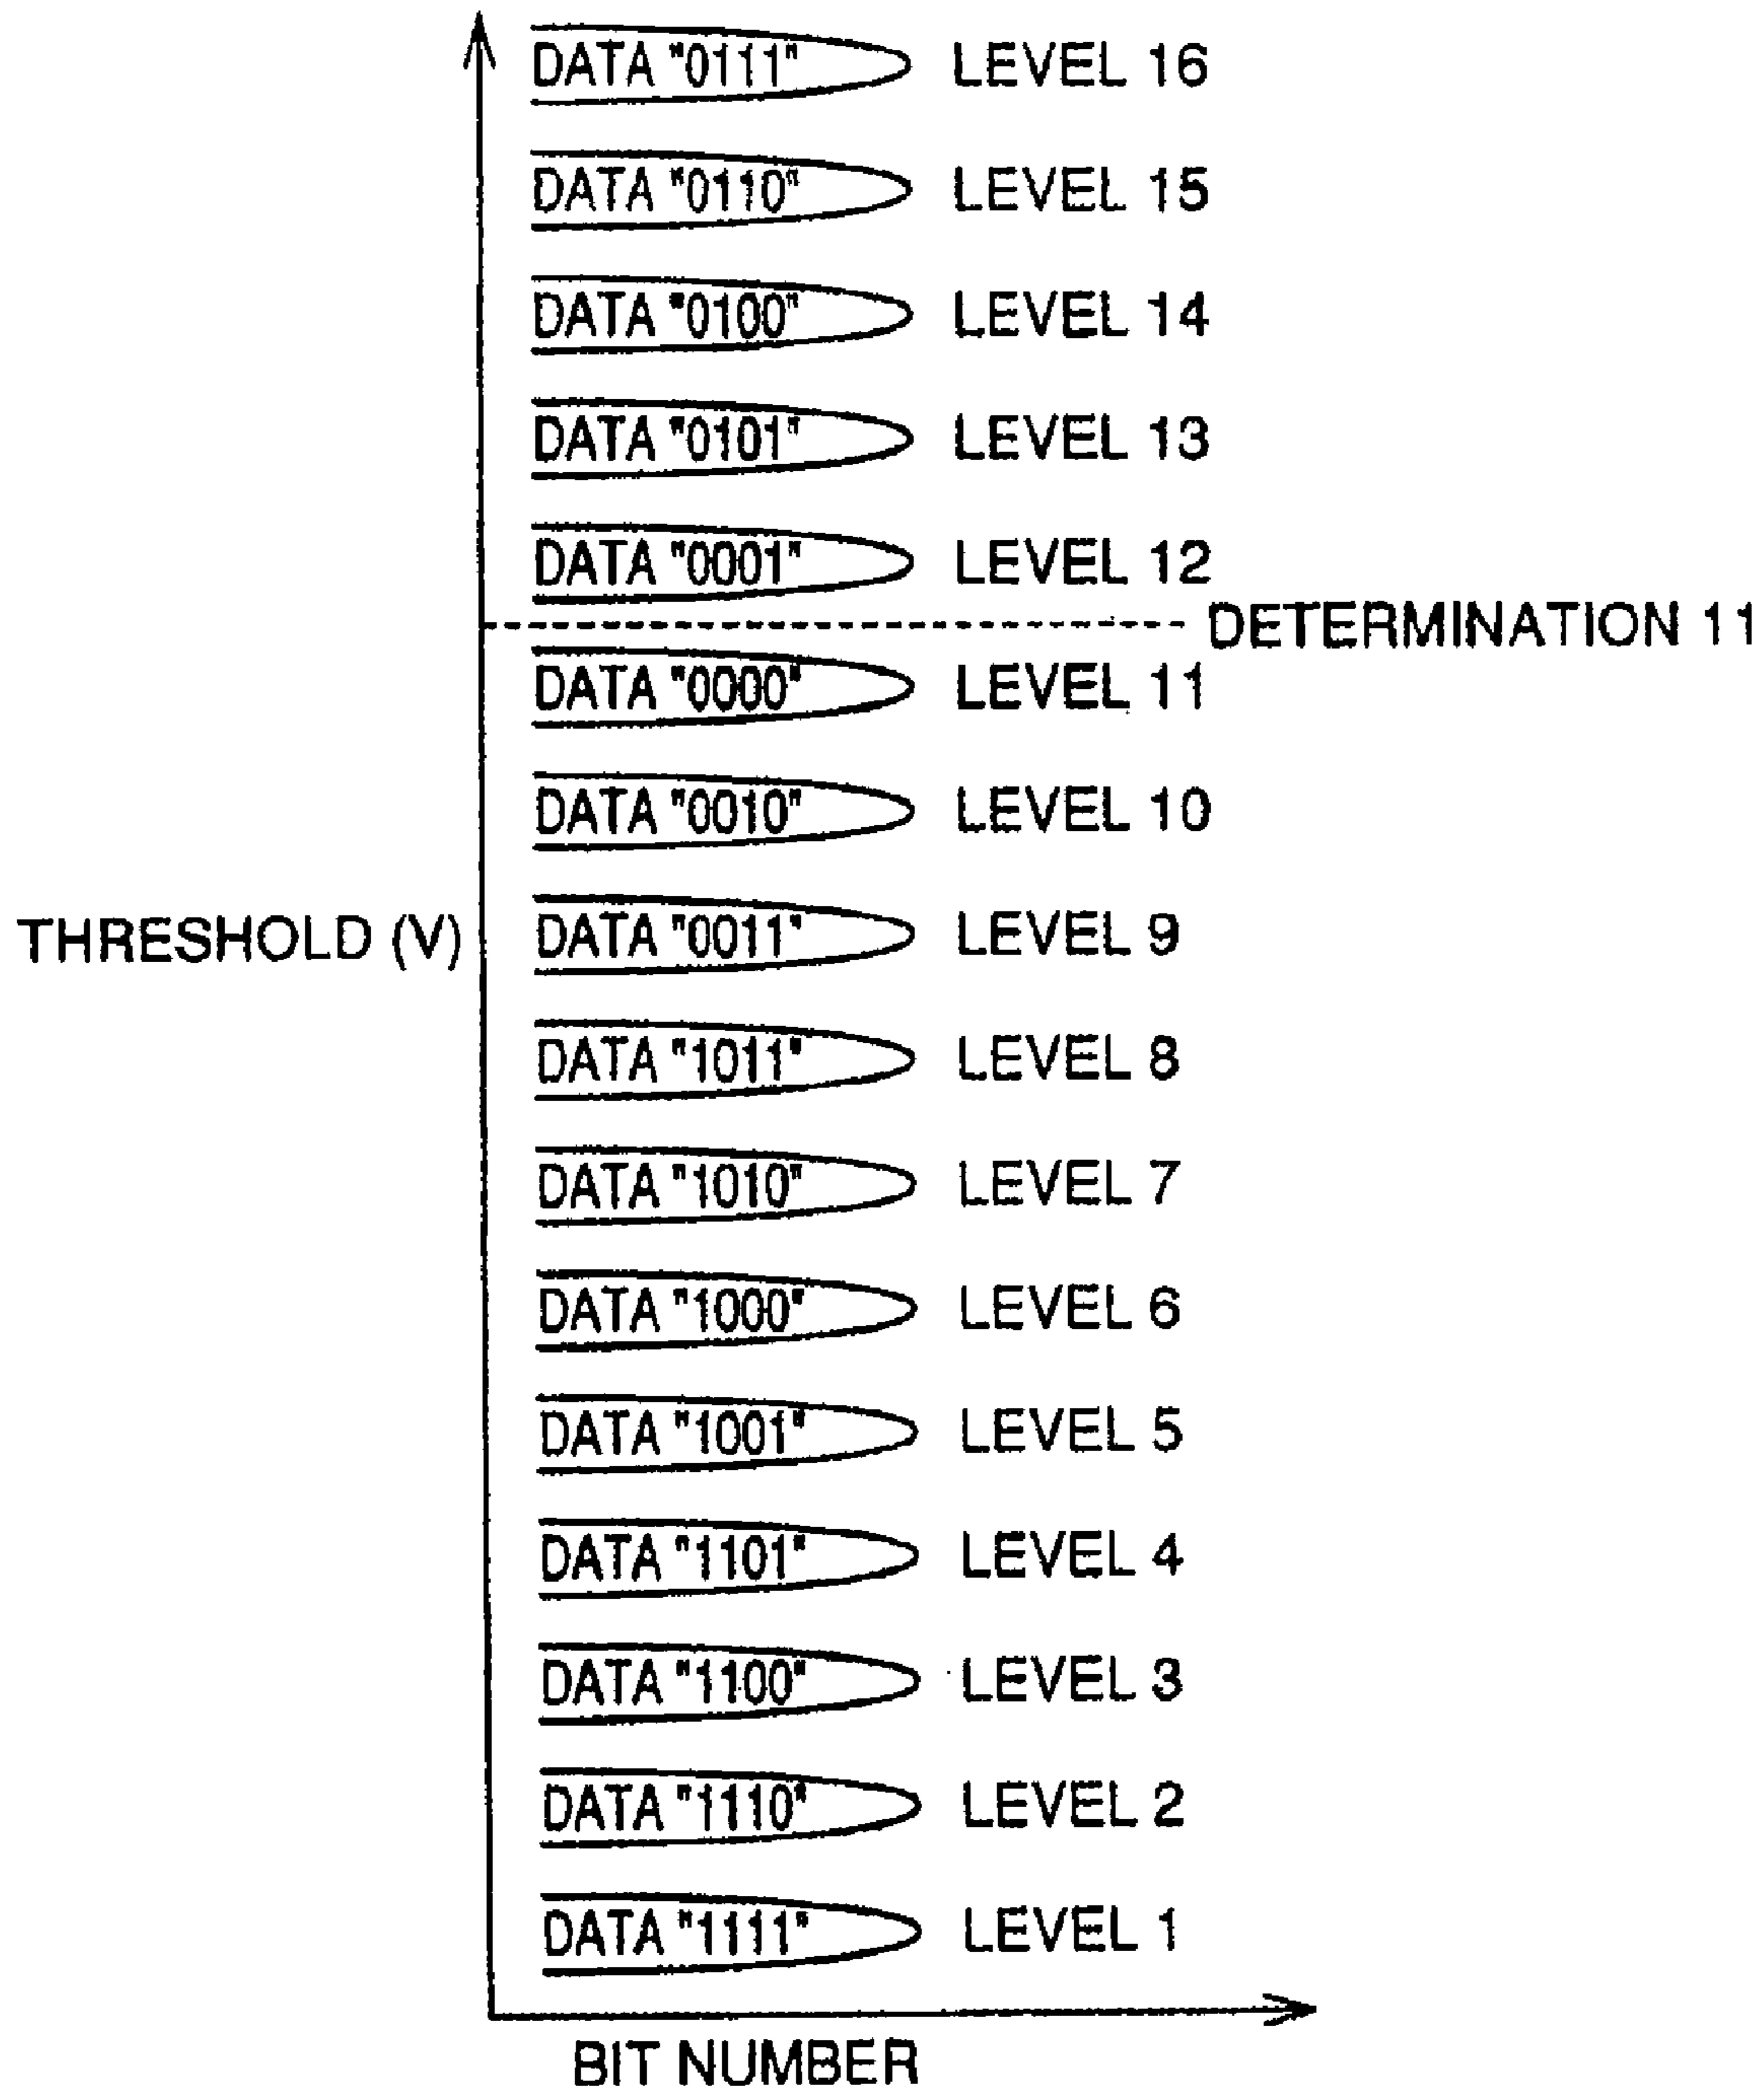 DATA "0111" LEVEL 16
DATA "0110" LEVEL 15
DATA "0100" LEVEL 14
DATA "0101" LEVEL 13
DATA "0001" LEVEL 12
DETERMINATION 11
DATA "0000" LEVEL 11
DATA "0010" LEVEL 10
THRESHOLD (V) DATA "0011" LEVEL 9
DATA "1011" LEVEL 8
DATA "1010" LEVEL 7
DATA "1000" LEVEL 6
DATA "1001" LEVEL 5
DATA "1101" LEVEL 4
DATA "1100" LEVEL 3
DATA "1110" LEVEL 2
DATA "1111" LEVEL 1
BIT NUMBER